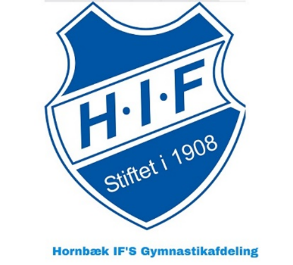 H·I·F
Stiftet i 1908
Hornbæk IF'S Gymnastikafdeling